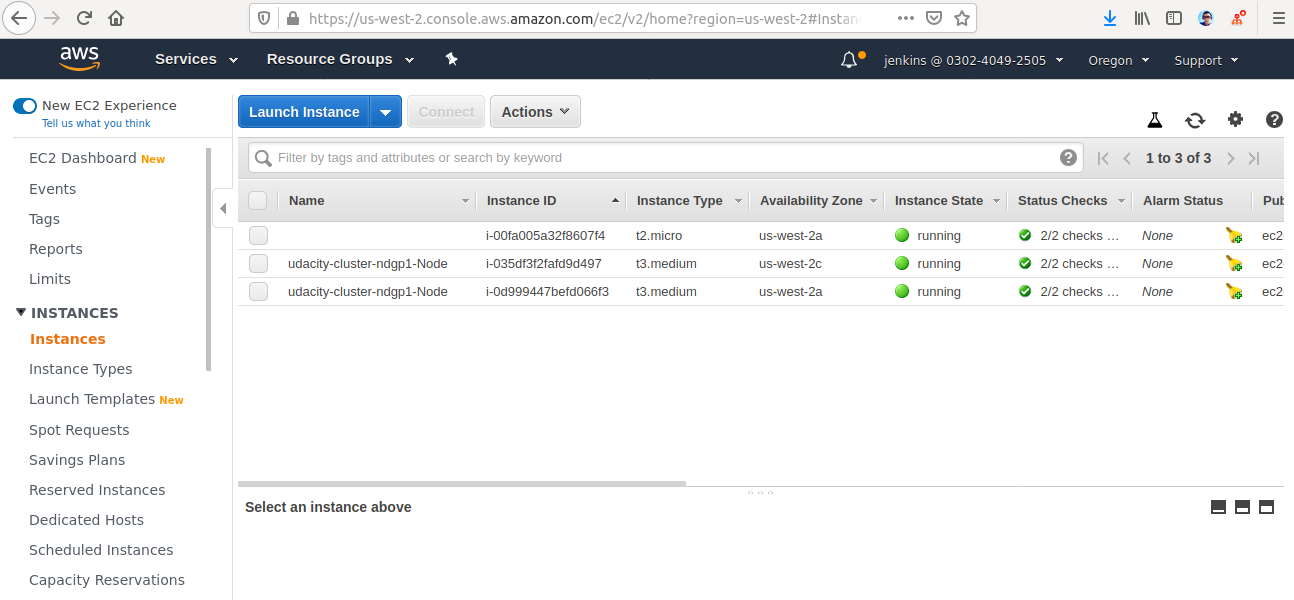 https://us-west-2.console.aws.amazon.com/ec2/v2/home?region=us-west-2#Instan
aws Services Resource Groups jenkins @ 0302-4049-2505 Oregon Support
New EC2 Experience
Tell us what you think
EC2 Dashboard New
Events
Tags
Reports
Limits
INSTANCES
Instances
Instance Types
Launch Templates New
Spot Requests
Savings Plans
Reserved Instances
Dedicated Hosts
Scheduled Instances
Capacity Reservations
Launch Instance Connect Actions
Filter by tags and attributes or search by keyword 1 to 3 of 3
Name Instance ID Instance Type Availability Zone Instance State Status Checks Alarm Status Pub
i-00fa005a32f8607f4 t2.micro us-west-2a running 2/2 checks … None ec2-
udacity-cluster-ndgp1-Node i-035df3f2fafd9d497 t3.medium us-west-2c running 2/2 checks … None ec2-
udacity-cluster-ndgp1-Node i-0d999447befd066f3 t3.medium us-west-2a running 2/2 checks … None ec2-
Select an instance above